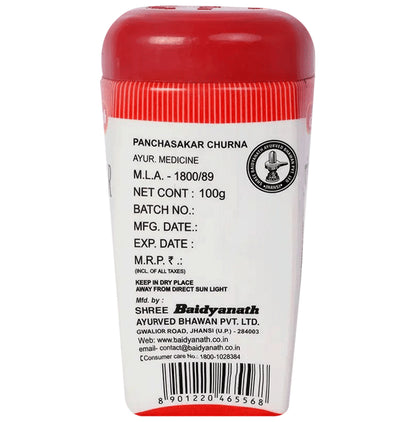 PANCHASAKAR CHURNA
AYUR. MEDICINE
M.L.A. - 1800/89
NET CONT : 100g
BATCH NO.:
MFG. DATE.:
EXP. DATE :
M.R.P. ₹ .:
(INCL. OF ALL TAXES)
KEEP IN DRY PLACE
AWAY FROM DIRECT SUN LIGHT
Mfd. by :
SHREE Baidyanath
AYURVED BHAWAN PVT. LTD.
GWALIOR ROAD, JHANSI (U.P.) - 284003
Web: www.baidyanath.co.in
email- contact@baidyanath.co.in
Consumer care No.: 1800-1028384
8 901220 465568